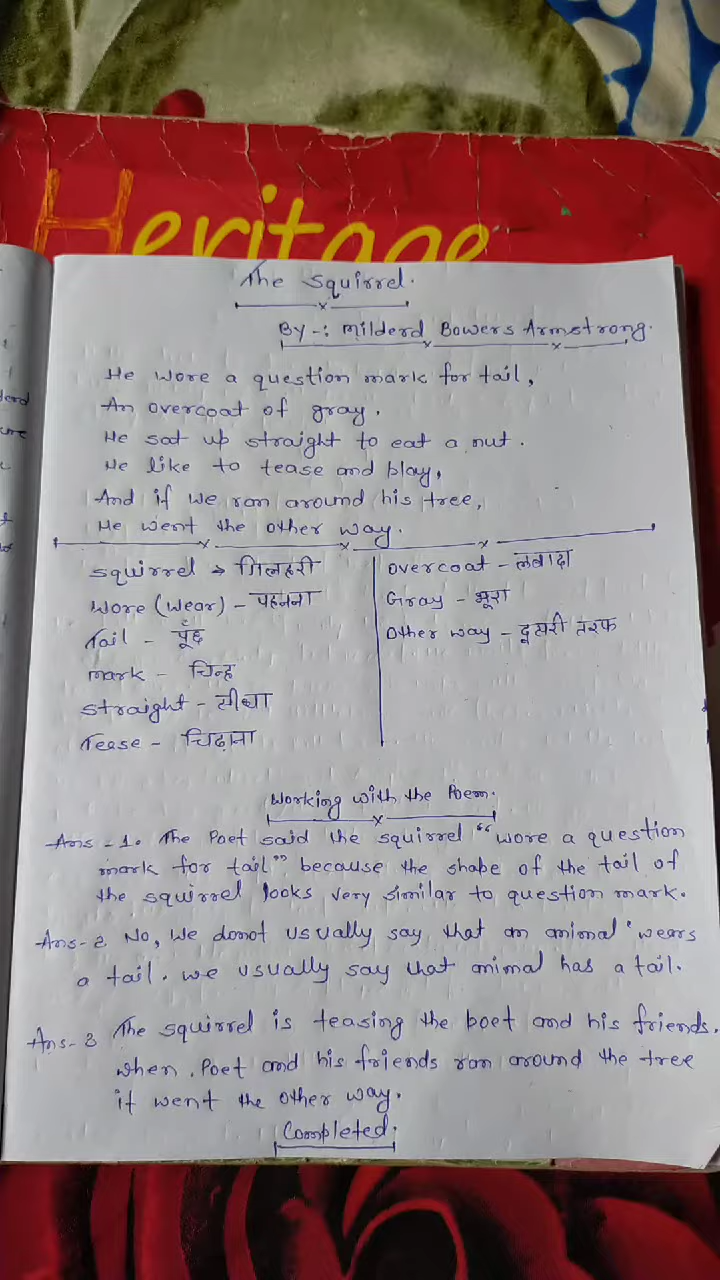 Heritage
The Squirrel.
By -: Milderd Bowers Armstrong.
He wore a question mark for tail,
An overcoat of gray,
He sat up straight to eat a nut.
He like to tease and play,
And if we ran around his tree,
He went the other way.
Squirrel → गिलहरी
Wore (wear) - पहनना
Tail - पूँछ
mark - चिन्ह
straight - सीधा
Tease - चिढ़ाना
Overcoat - लबादा
Gray - भूरा
Other way - दूसरी तरफ
Working with the Poem.
Ans - 1. The Poet said the squirrel "wore a question
mark for tail" because the shape of the tail of
the squirrel looks very similar to question mark.
Ans - 2 No, We donot usually say that an animal 'wears
a tail. we usually say that animal has a tail.
Ans - 3 The squirrel is teasing the poet and his friends.
when, Poet and his friends ran around the tree
it went the other way.
Completed.